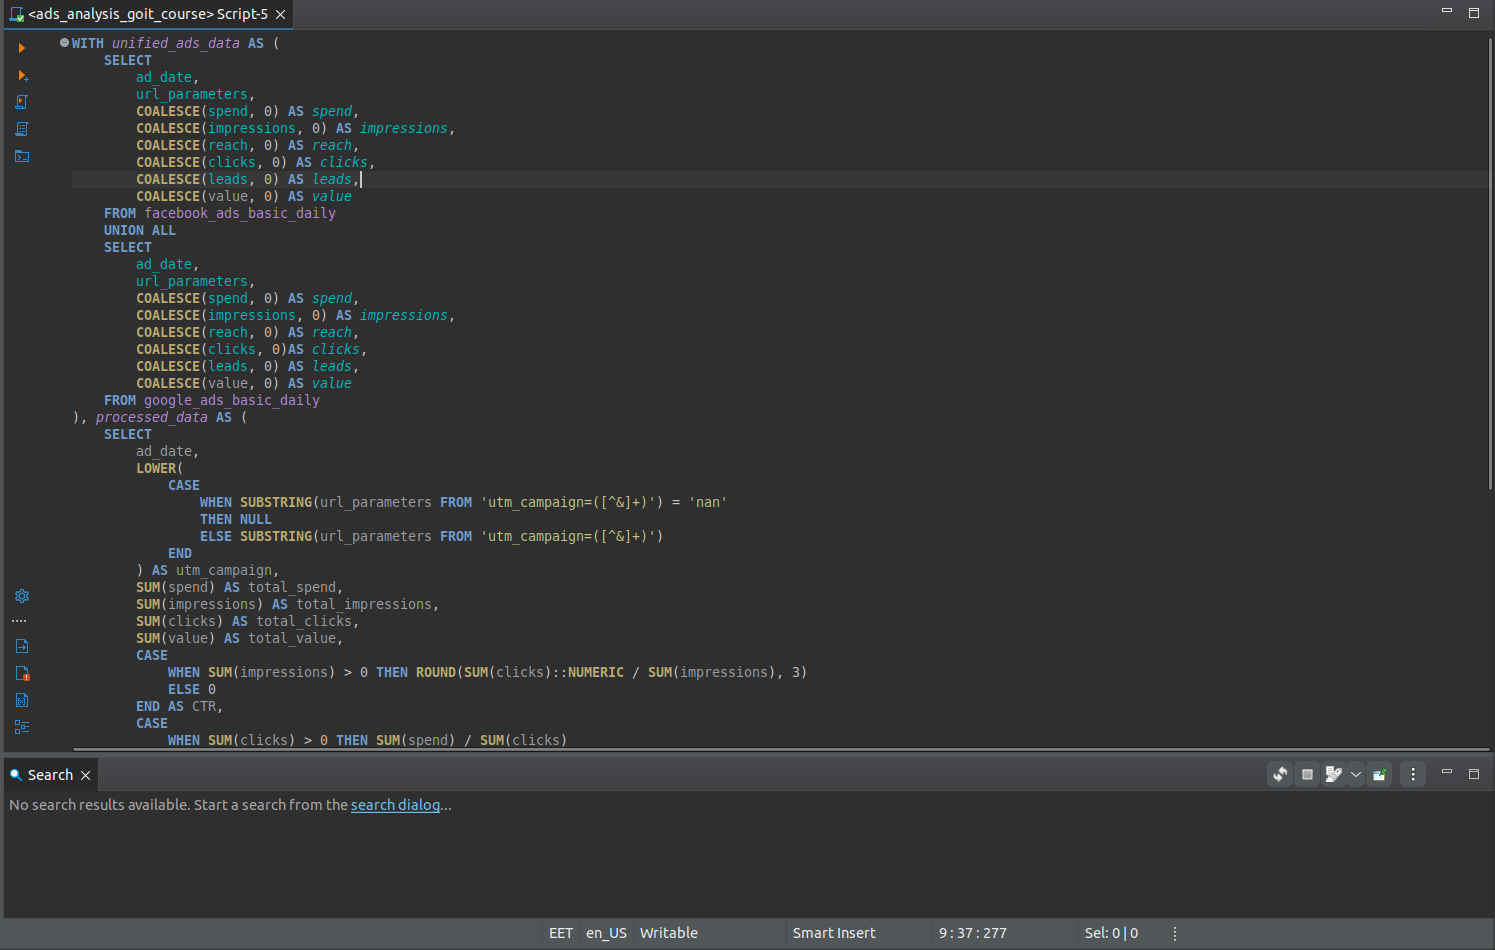 <ads_analysis_goit_course> Script-5
WITH unified_ads_data AS (
    SELECT
        ad_date,
        url_parameters,
        COALESCE(spend, 0) AS spend,
        COALESCE(impressions, 0) AS impressions,
        COALESCE(reach, 0) AS reach,
        COALESCE(clicks, 0) AS clicks,
        COALESCE(leads, 0) AS leads,
        COALESCE(value, 0) AS value
    FROM facebook_ads_basic_daily
    UNION ALL
    SELECT
        ad_date,
        url_parameters,
        COALESCE(spend, 0) AS spend,
        COALESCE(impressions, 0) AS impressions,
        COALESCE(reach, 0) AS reach,
        COALESCE(clicks, 0)AS clicks,
        COALESCE(leads, 0) AS leads,
        COALESCE(value, 0) AS value
    FROM google_ads_basic_daily
), processed_data AS (
    SELECT
        ad_date,
        LOWER(
            CASE
                WHEN SUBSTRING(url_parameters FROM 'utm_campaign=([^&]+)') = 'nan'
                THEN NULL
                ELSE SUBSTRING(url_parameters FROM 'utm_campaign=([^&]+)')
            END
        ) AS utm_campaign,
        SUM(spend) AS total_spend,
        SUM(impressions) AS total_impressions,
        SUM(clicks) AS total_clicks,
        SUM(value) AS total_value,
        CASE
            WHEN SUM(impressions) > 0 THEN ROUND(SUM(clicks)::NUMERIC / SUM(impressions), 3)
            ELSE 0
        END AS CTR,
        CASE
            WHEN SUM(clicks) > 0 THEN SUM(spend) / SUM(clicks)
Search
No search results available. Start a search from the search dialog...
EET en_US Writable Smart Insert 9 : 37 : 277 Sel: 0 | 0